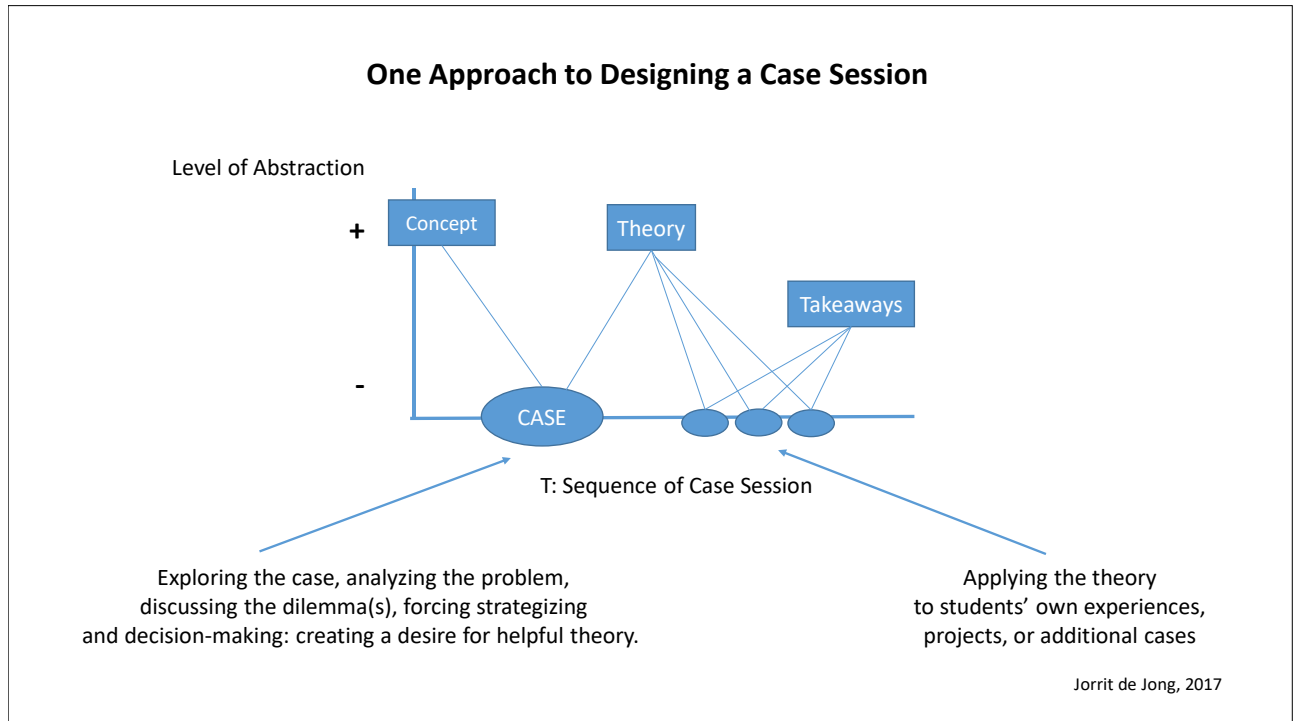 One Approach to Designing a Case Session
Level of Abstraction
+
Concept
Theory
Takeaways
-
CASE
T: Sequence of Case Session
Exploring the case, analyzing the problem,
discussing the dilemma(s), forcing strategizing
and decision-making: creating a desire for helpful theory.
Applying the theory
to students’ own experiences,
projects, or additional cases
Jorrit de Jong, 2017